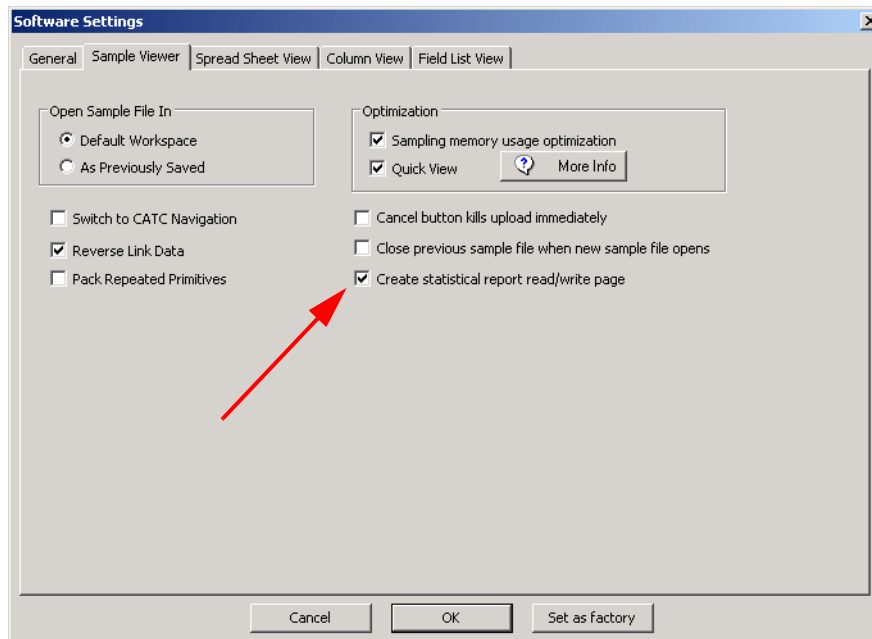 Software Settings
General Sample Viewer Spread Sheet View Column View Field List View
Open Sample File In
Default Workspace
As Previously Saved
Optimization
Sampling memory usage optimization
Quick View More Info
Switch to CATC Navigation
Reverse Link Data
Pack Repeated Primitives
Cancel button kills upload immediately
Close previous sample file when new sample file opens
Create statistical report read/write page
Cancel OK Set as factory